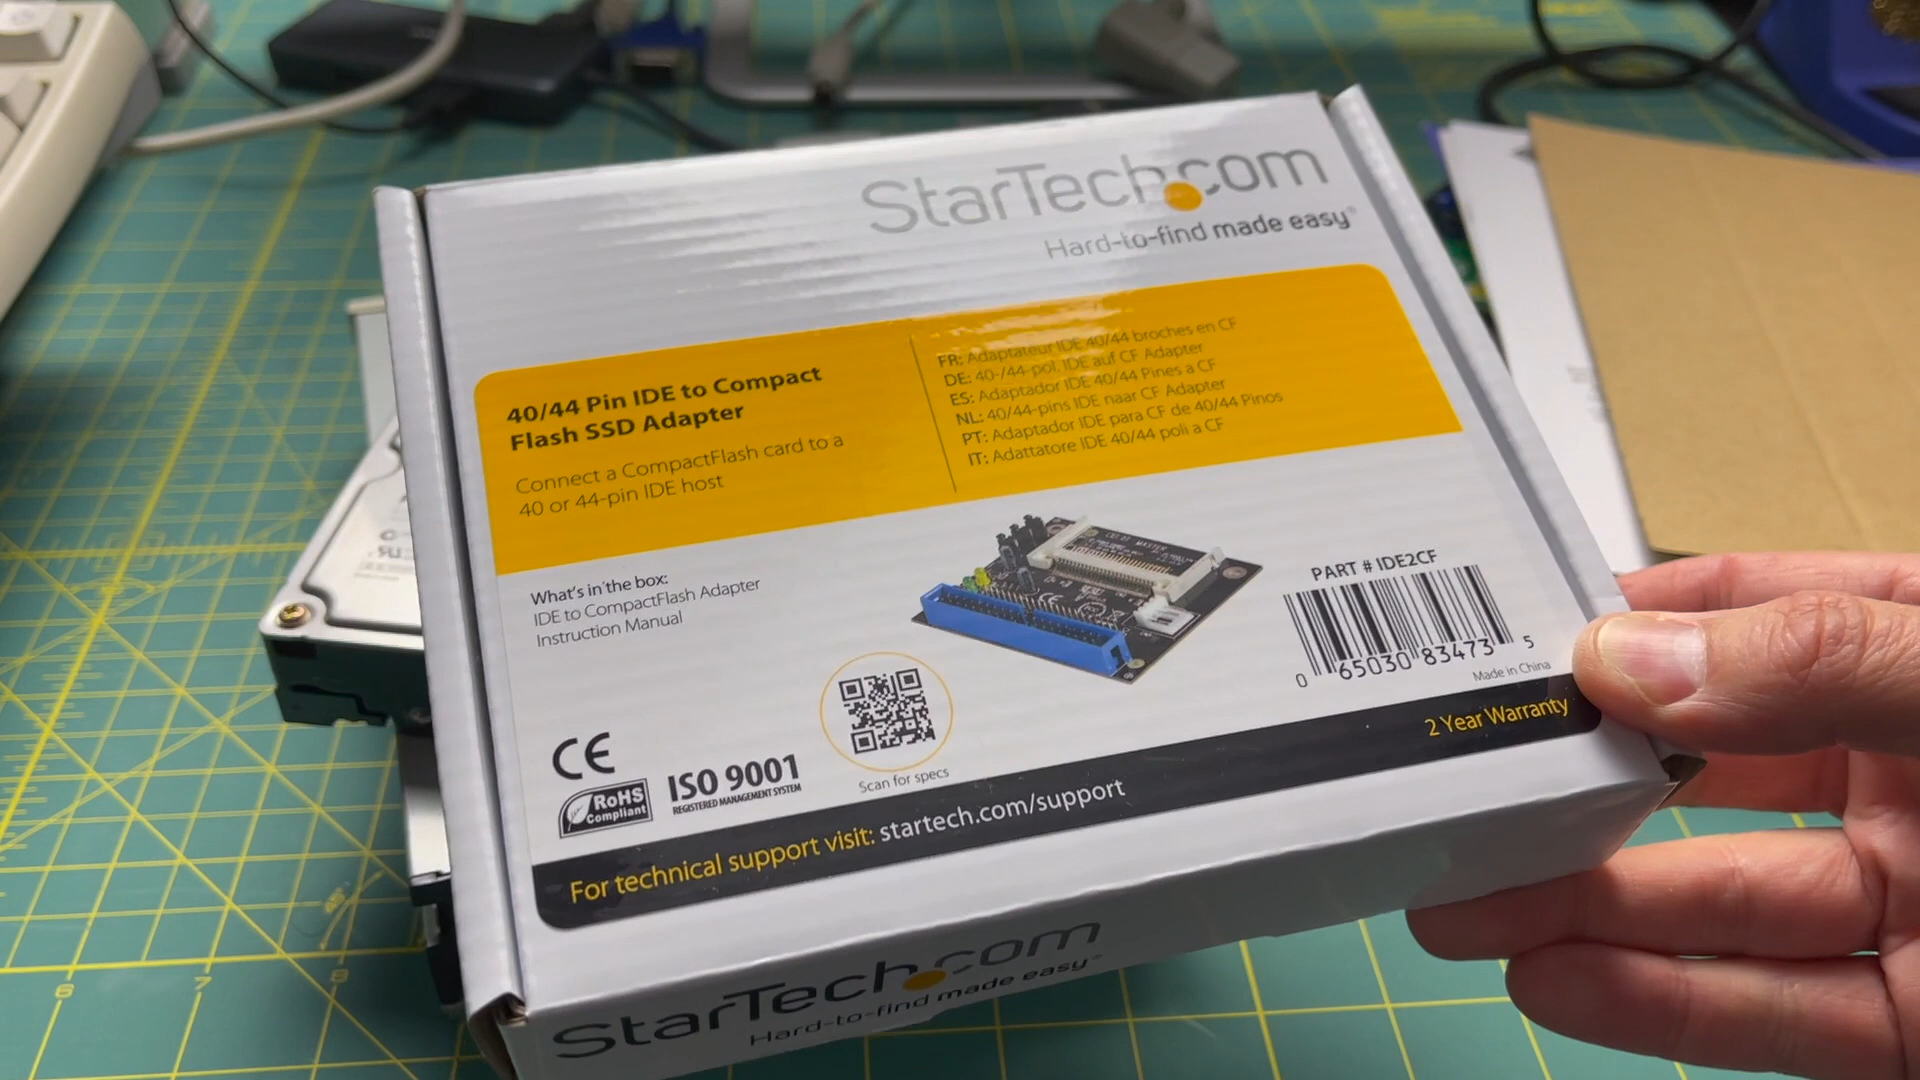 StarTech.com
Hard-to-find made easy®
40/44 Pin IDE to Compact
Flash SSD Adapter
Connect a CompactFlash card to a
40 or 44-pin IDE host
FR: Adaptateur IDE 40/44 broches en CF
DE: 40-/44-pol. IDE auf CF Adapter
ES: Adaptador IDE 40/44 Pines a CF
NL: 40/44-pins IDE naar CF Adapter
PT: Adaptador IDE para CF de 40/44 Pinos
IT: Adattatore IDE 40/44 poli a CF
What's in the box:
IDE to CompactFlash Adapter
Instruction Manual
PART # IDE2CF
0 65030 83473 5
Made in China
CE
RoHS
Compliant
ISO 9001
REGISTERED MANAGEMENT SYSTEM
Scan for specs
2 Year Warranty
For technical support visit: startech.com/support
StarTech.com
Hard-to-find made easy®
6
7
8